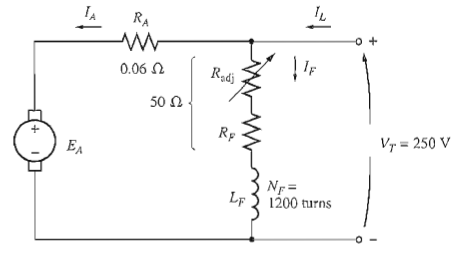 I_A
R_A
I_L
+
0.06 Ω
R_adj
I_F
50 Ω
R_F
+
E_A
−
V_T = 250 V
L_F
N_F =
1200 turns
−